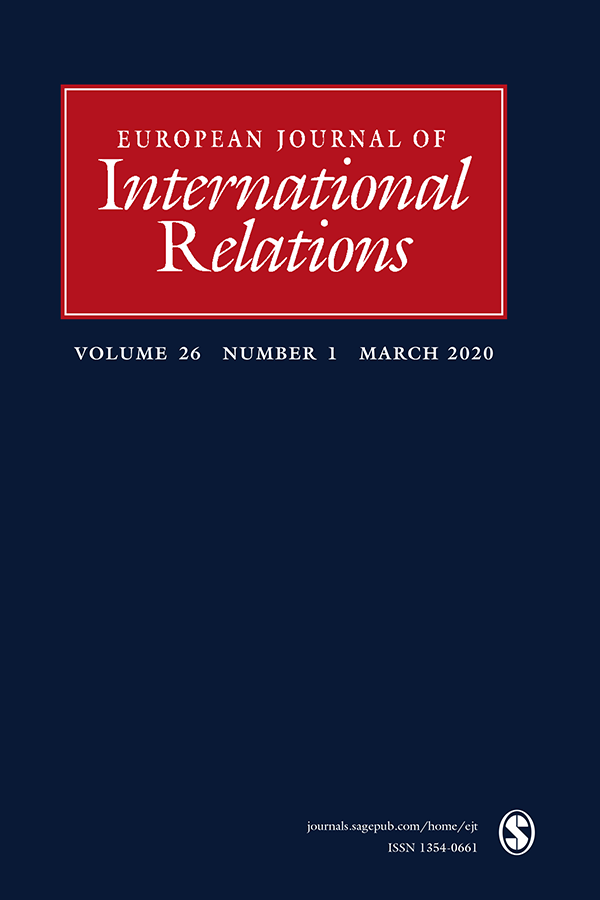 EUROPEAN JOURNAL OF
International
Relations
VOLUME 26 NUMBER 1 MARCH 2020
journals.sagepub.com/home/ejt
ISSN 1354-0661
S